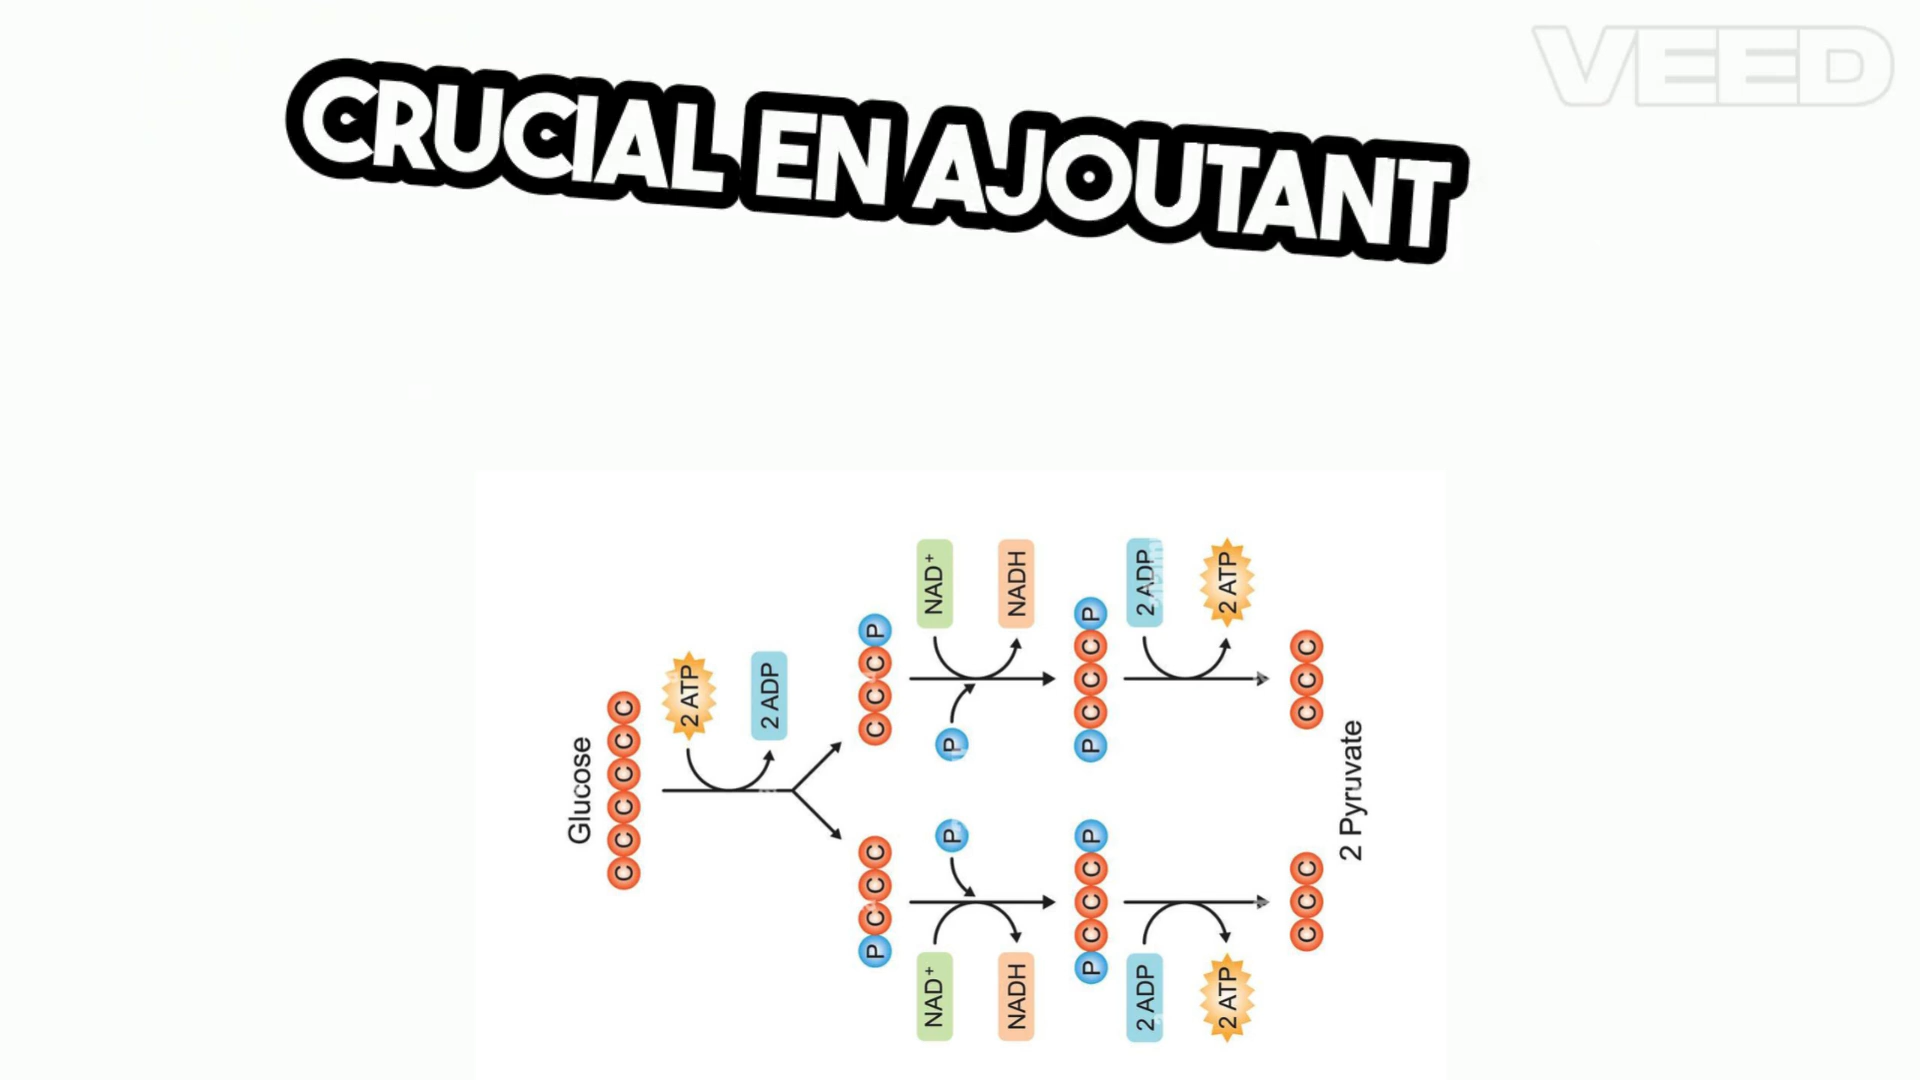 VEED
CRUCIAL EN AJOUTANT
Glucose
C C C C C C
2 ATP
2 ADP
P C C C
C C C P
NAD⁺
P
NADH
NAD⁺
P
NADH
P C C C P
P C C C P
2 ADP
2 ATP
2 ADP
2 ATP
C C C
C C C
2 Pyruvate